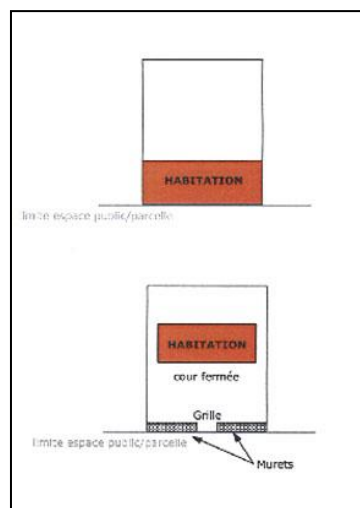 HABITATION
limite espace public/parcelle
HABITATION
cour fermée
Grille
limite espace public/parcelle
Murets